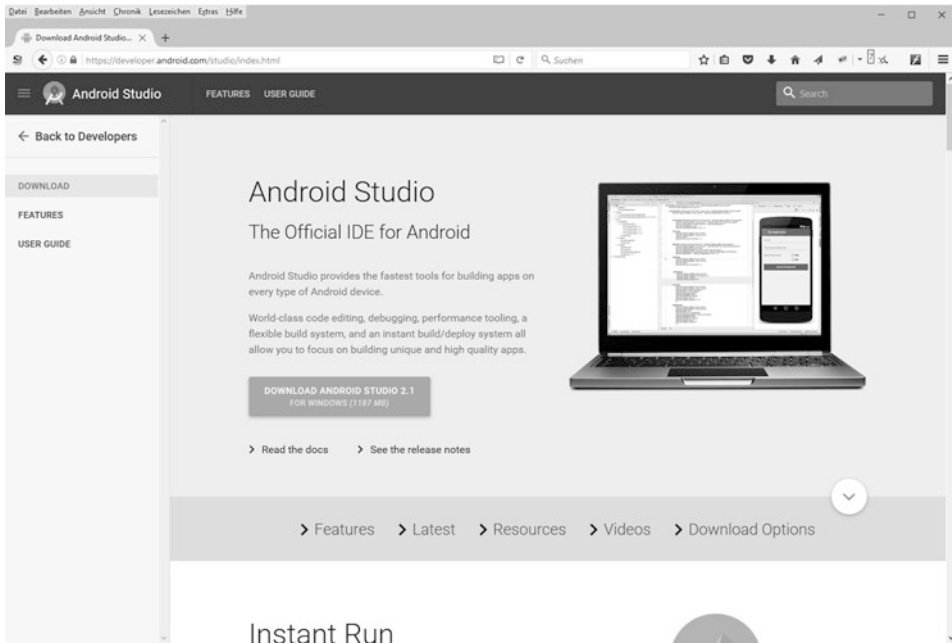 Datei Bearbeiten Ansicht Chronik Lesezeichen Extras Hilfe
Download Android Studio...
https://developer.android.com/studio/index.html
Suchen
Android Studio
FEATURES USER GUIDE
Search
Back to Developers
DOWNLOAD
FEATURES
USER GUIDE
Android Studio
The Official IDE for Android
Android Studio provides the fastest tools for building apps on
every type of Android device.
World-class code editing, debugging, performance tooling, a
flexible build system, and an instant build/deploy system all
allow you to focus on building unique and high quality apps.
DOWNLOAD ANDROID STUDIO 2.1
FOR WINDOWS (1187 MB)
Read the docs See the release notes
Features Latest Resources Videos Download Options
Instant Run